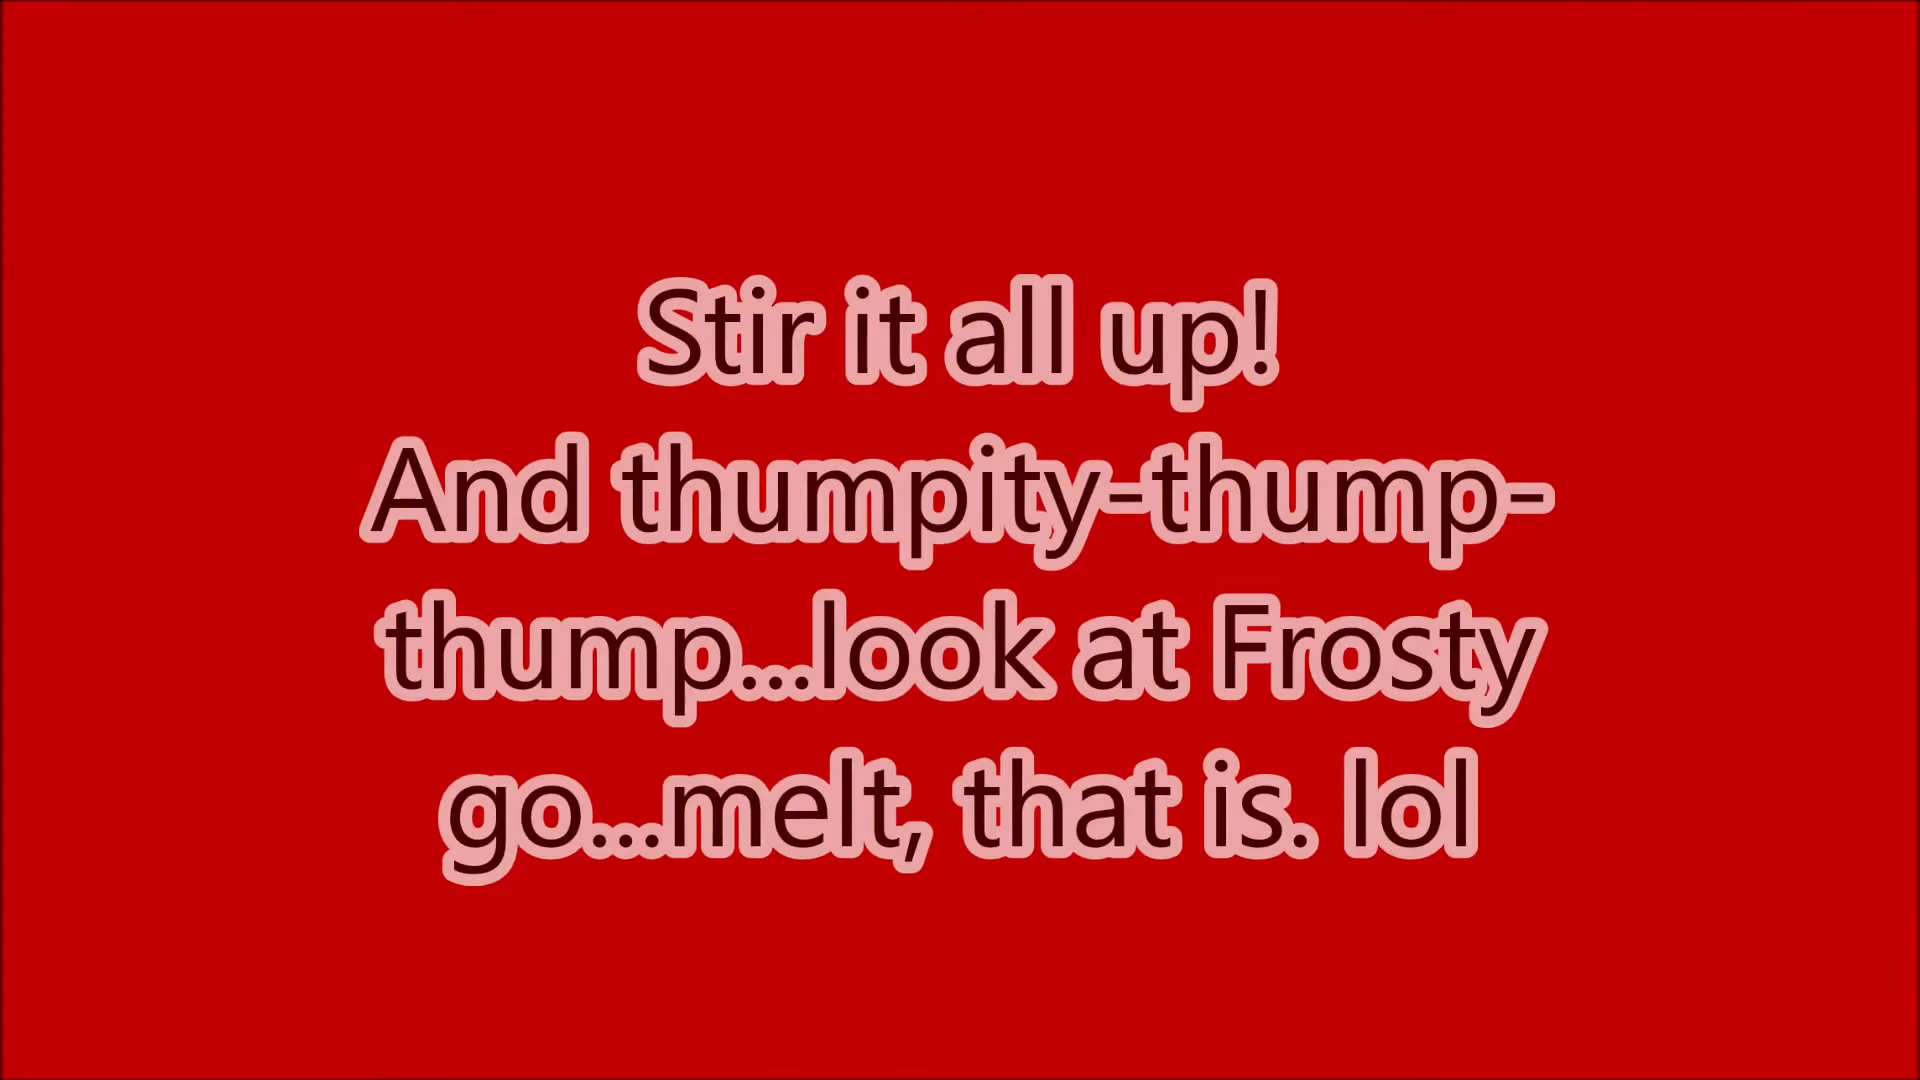 Stir it all up!
And thumpity-thump-
thump...look at Frosty
go...melt, that is. lol